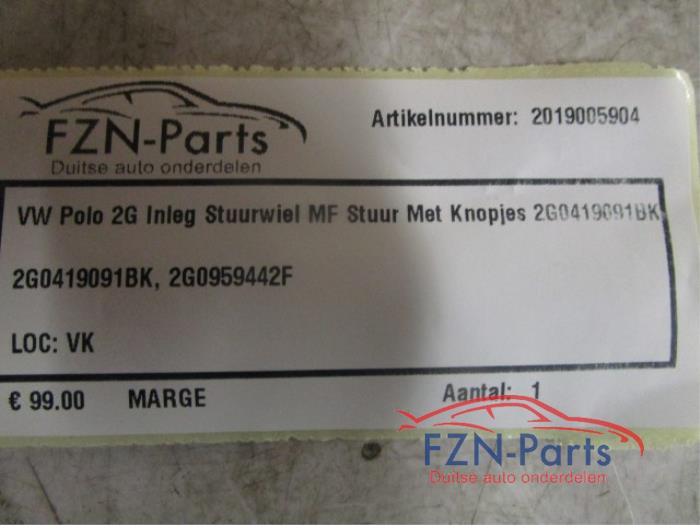 FZN-Parts
Duitse auto onderdelen
Artikelnummer: 2019005904
VW Polo 2G Inleg Stuurwiel MF Stuur Met Knopjes 2G0419091BK
2G0419091BK, 2G0959442F
LOC: VK
€ 99.00 MARGE Aantal: 1
FZN-Parts
Duitse auto onderdelen